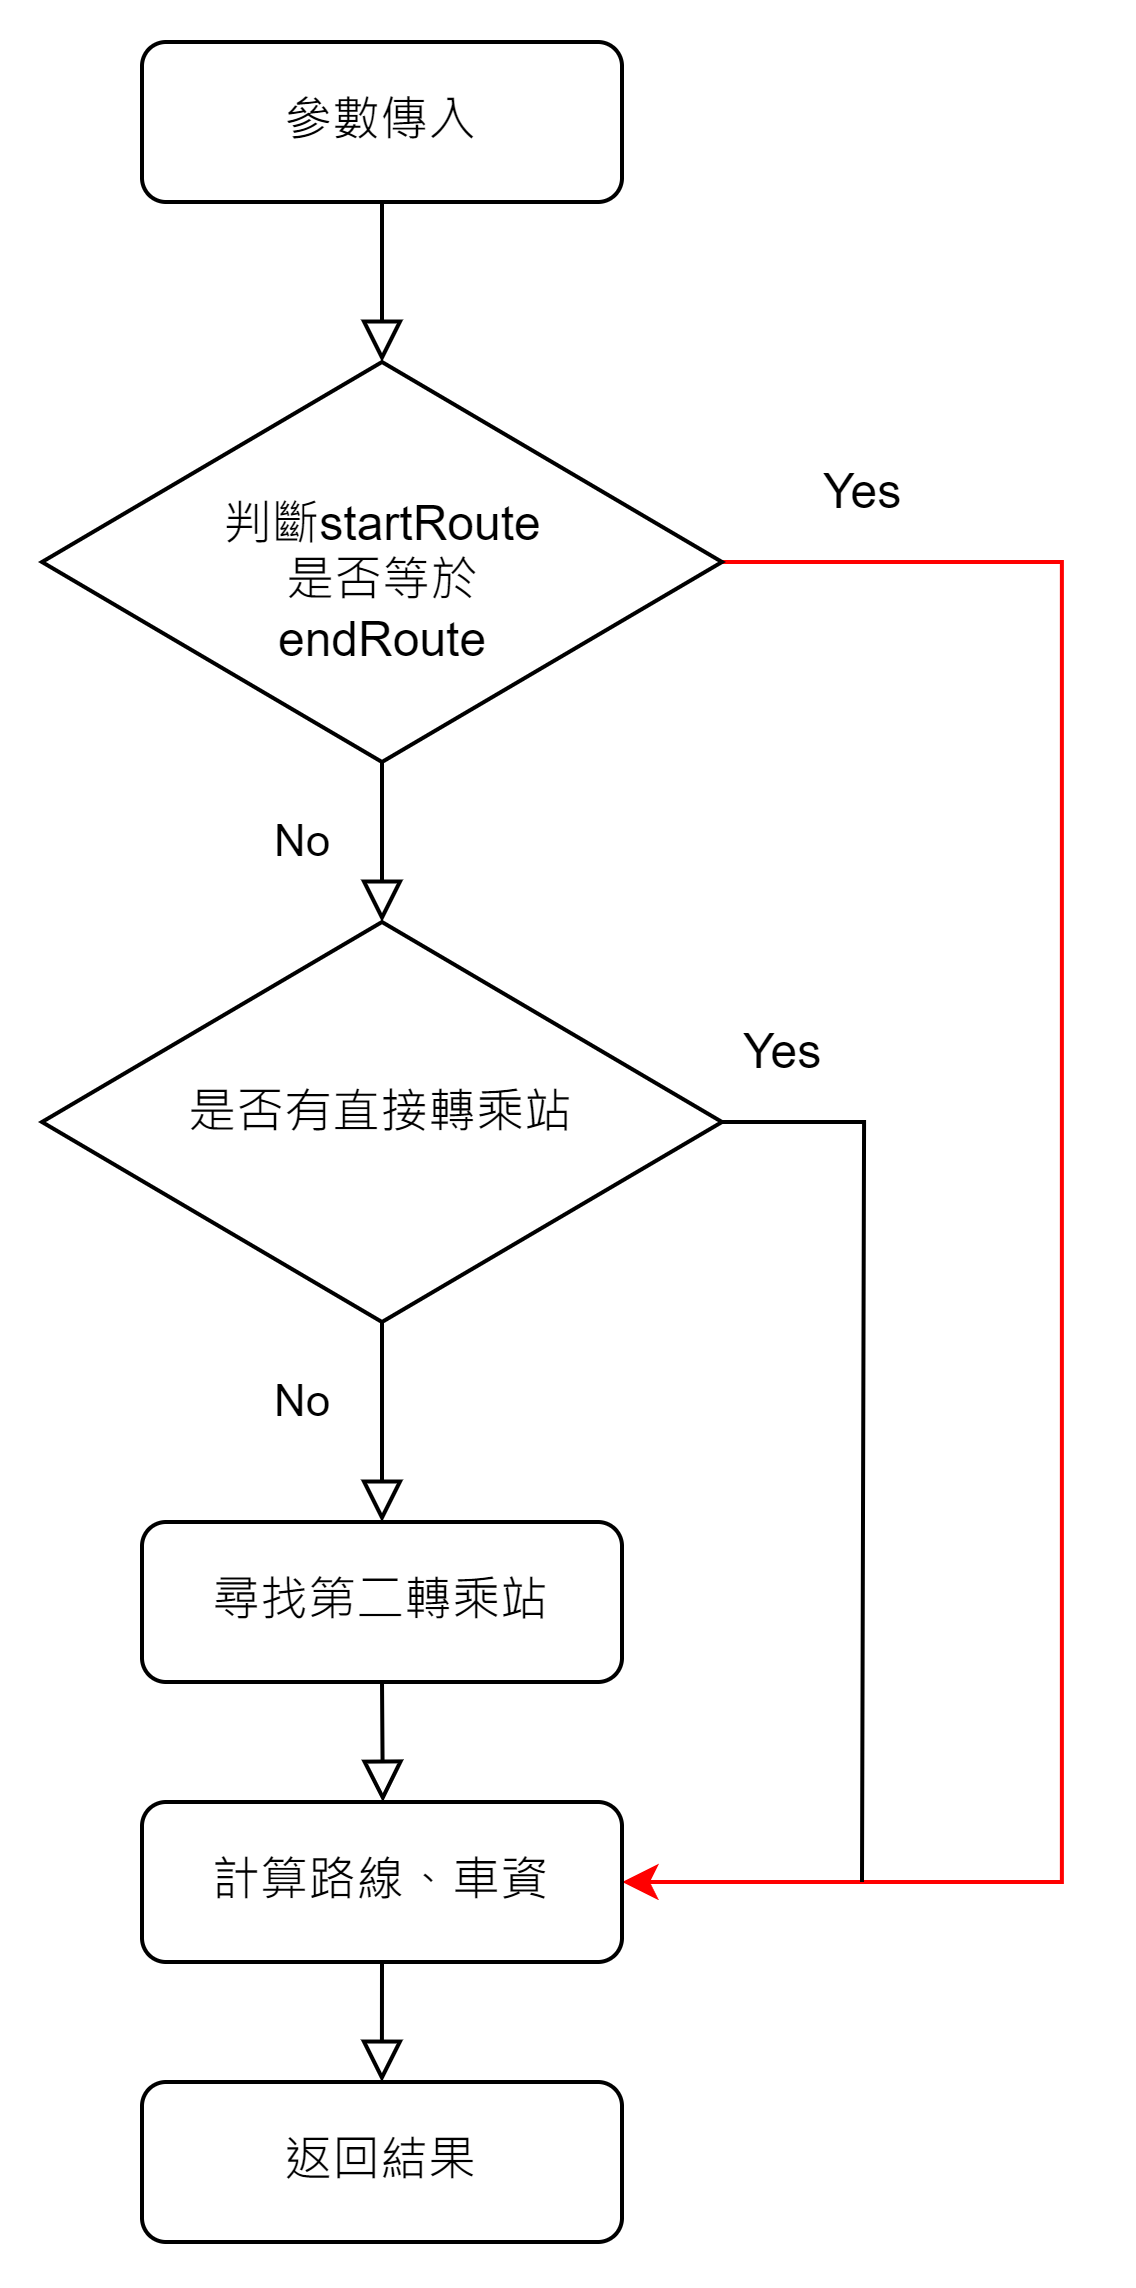 參數傳入
Yes
判斷startRoute
是否等於
endRoute
No
Yes
是否有直接轉乘站
No
尋找第二轉乘站
計算路線、車資
返回結果